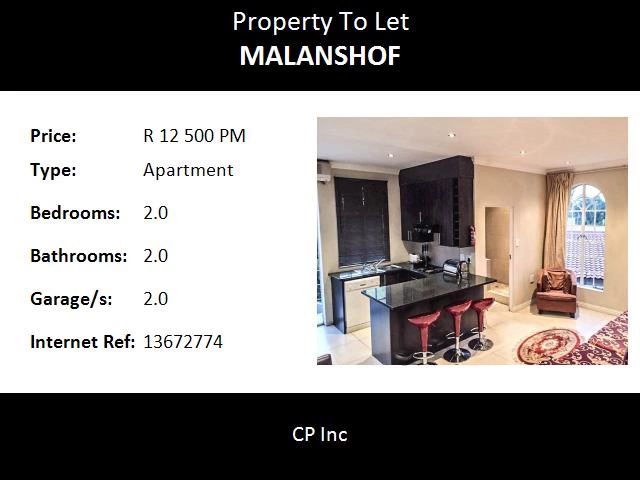 Property To Let
MALANSHOF
Price: R 12 500 PM
Type: Apartment
Bedrooms: 2.0
Bathrooms: 2.0
Garage/s: 2.0
Internet Ref: 13672774
CP Inc